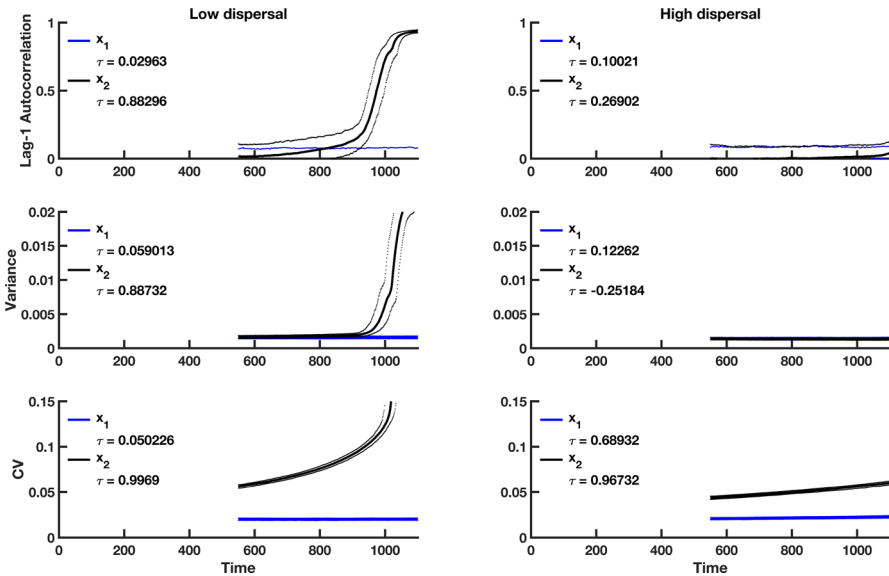 Low dispersal
High dispersal
Lag-1 Autocorrelation
1
0.5
0
x1
τ = 0.02963
x2
τ = 0.88296
0 200 400 600 800 1000
1
0.5
0
x1
τ = 0.10021
x2
τ = 0.26902
0 200 400 600 800 1000
Variance
0.02
0.015
0.01
0.005
0
x1
τ = 0.059013
x2
τ = 0.88732
0 200 400 600 800 1000
0.02
0.015
0.01
0.005
0
x1
τ = 0.12262
x2
τ = -0.25184
0 200 400 600 800 1000
CV
0.15
0.1
0.05
0
x1
τ = 0.050226
x2
τ = 0.9969
0 200 400 600 800 1000
Time
0.15
0.1
0.05
0
x1
τ = 0.68932
x2
τ = 0.96732
0 200 400 600 800 1000
Time